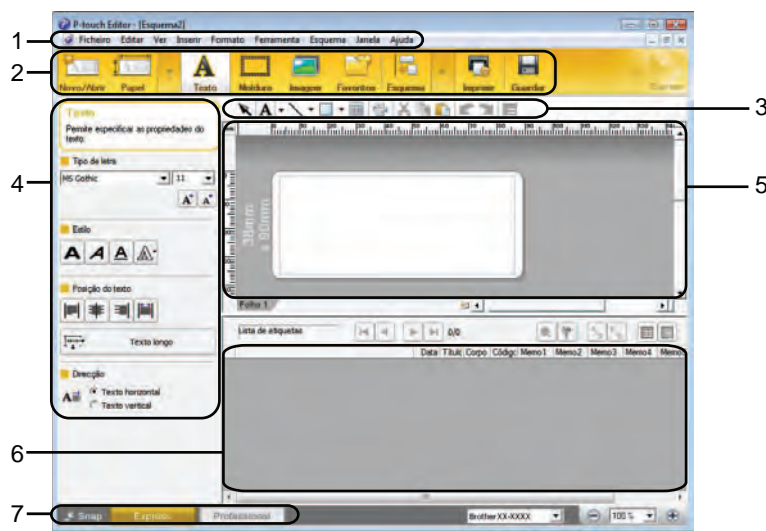 P-touch Editor - [Esquema2]
1
Ficheiro Editar Ver Inserir Formato Ferramenta Esquema Janela Ajuda
2
Novo/Abrir Papel Texto Moldura Imagem Favoritos Esquema Imprimir Guardar
3
4
Texto
Permite especificar as propriedades do
texto.
Tipo de letra
MS Gothic 11
A A
Estilo
A A A A
Posição do texto
Texto longo
Direcção
A
Texto horizontal
Texto vertical
5
38mm
x 90mm
Folha 1
Lista de etiquetas 0/0
Data Títul Corpo Códig Memo1 Memo2 Memo3 Memo4 Memo
6
7
Snap Express Professional
Brother XX-XXXX 100 %